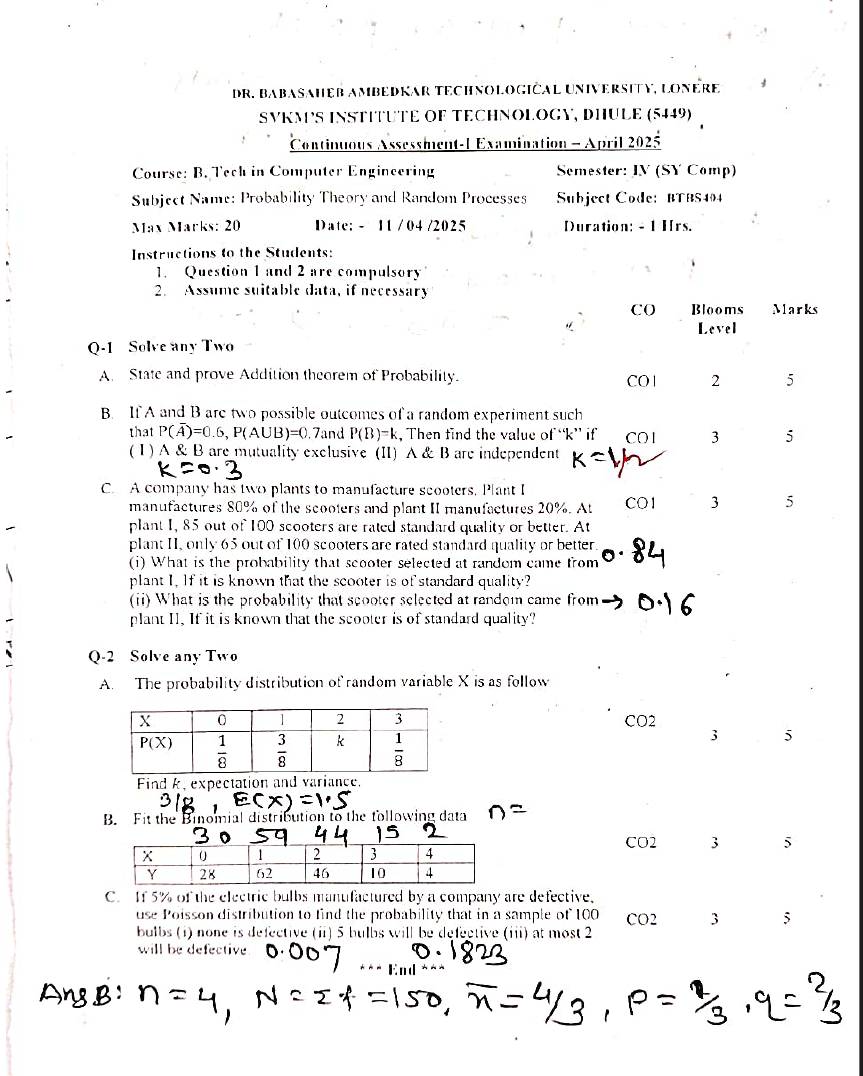 DR. BABASAHEB AMBEDKAR TECHNOLOGICAL UNIVERSITY, LONERE
SVKM'S INSTITUTE OF TECHNOLOGY, DHULE (5449)
Continuous Assessment-I Examination – April 2025
Course: B. Tech in Computer Engineering Semester: IV (SY Comp)
Subject Name: Probability Theory and Random Processes Subject Code: BTBS404
Max Marks: 20 Date: - 11 /04 /2025 Duration: - 1 Hrs.
Instructions to the Students:
1. Question 1 and 2 are compulsory
2. Assume suitable data, if necessary
CO Blooms Level Marks
Q-1 Solve any Two
A. State and prove Addition theorem of Probability. CO1 2 5
B. If A and B are two possible outcomes of a random experiment such
that P(Ā)=0.6, P(AUB)=0.7and P(B)=k, Then find the value of "k" if CO1 3 5
(I) A & B are mutuality exclusive (II) A & B are independent K=1/2
K=0.3
C. A company has two plants to manufacture scooters. Plant I
manufactures 80% of the scooters and plant II manufactures 20%. At CO1 3 5
plant I, 85 out of 100 scooters are rated standard quality or better. At
plant II, only 65 out of 100 scooters are rated standard quality or better.
(i) What is the probability that scooter selected at random came from 0.84
plant I, If it is known that the scooter is of standard quality?
(ii) What is the probability that scooter selected at random came from → 0.16
plant II, If it is known that the scooter is of standard quality?
Q-2 Solve any Two
A. The probability distribution of random variable X is as follow
X 0 1 2 3 CO2
P(X) 1/8 3/8 k 1/8 3 5
Find k, expectation and variance.
3/8 , E(X) =1.5
B. Fit the Binomial distribution to the following data n=
30 59 44 15 2
CO2 3 5
X 0 1 2 3 4
Y 28 62 46 10 4
C. If 5% of the electric bulbs manufactured by a company are defective,
use Poisson distribution to find the probability that in a sample of 100 CO2 3 5
bulbs (i) none is defective (ii) 5 bulbs will be defective (iii) at most 2
will be defective 0.007 0.1823
*** End ***
Ans B: n=4, N=Σf=150, x̄=4/3, P=/3, q=2/3